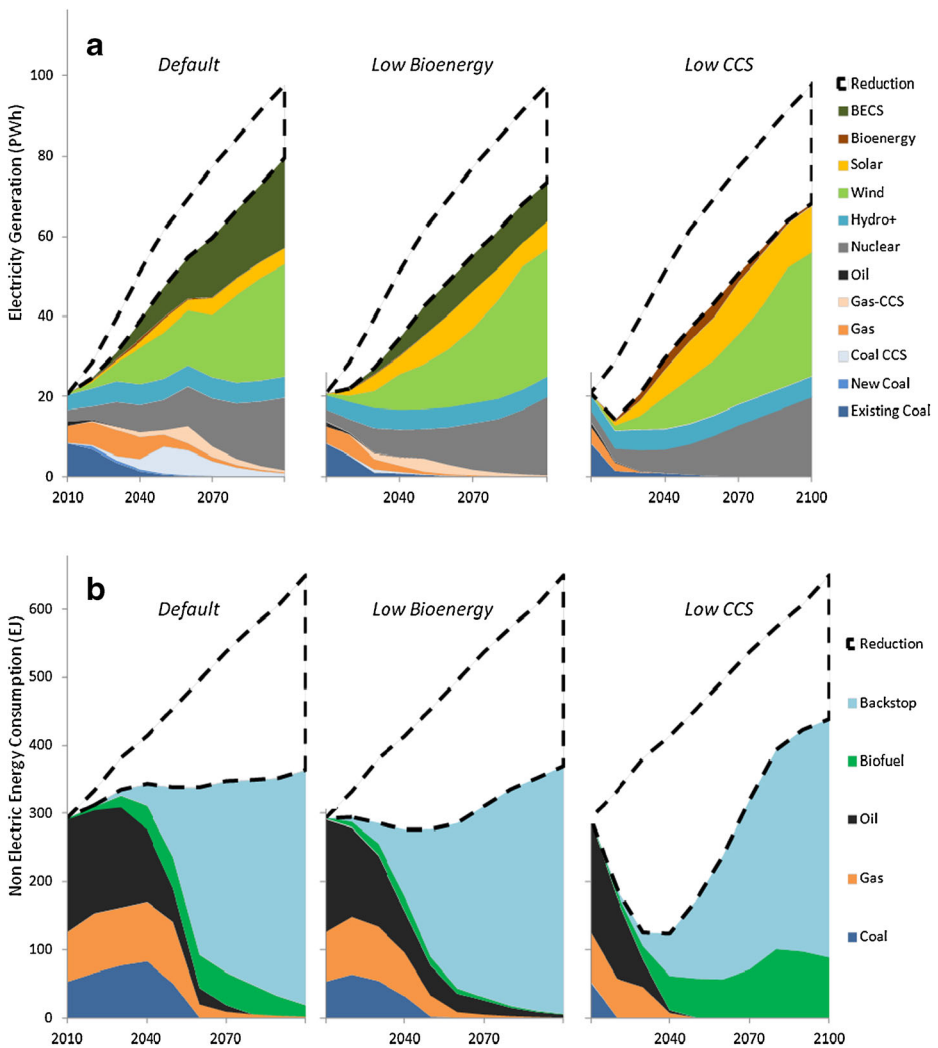 a
Default
Low Bioenergy
Low CCS
Electricity Generation (PWh)
100
80
60
40
20
0
2010
2040
2070
2040
2070
2040
2070
2100
Reduction
BECS
Bioenergy
Solar
Wind
Hydro+
Nuclear
Oil
Gas-CCS
Gas
Coal CCS
New Coal
Existing Coal
b
Default
Low Bioenergy
Low CCS
Non Electric Energy Consumption (EJ)
600
500
400
300
200
100
0
2010
2040
2070
2040
2070
2040
2070
2100
Reduction
Backstop
Biofuel
Oil
Gas
Coal